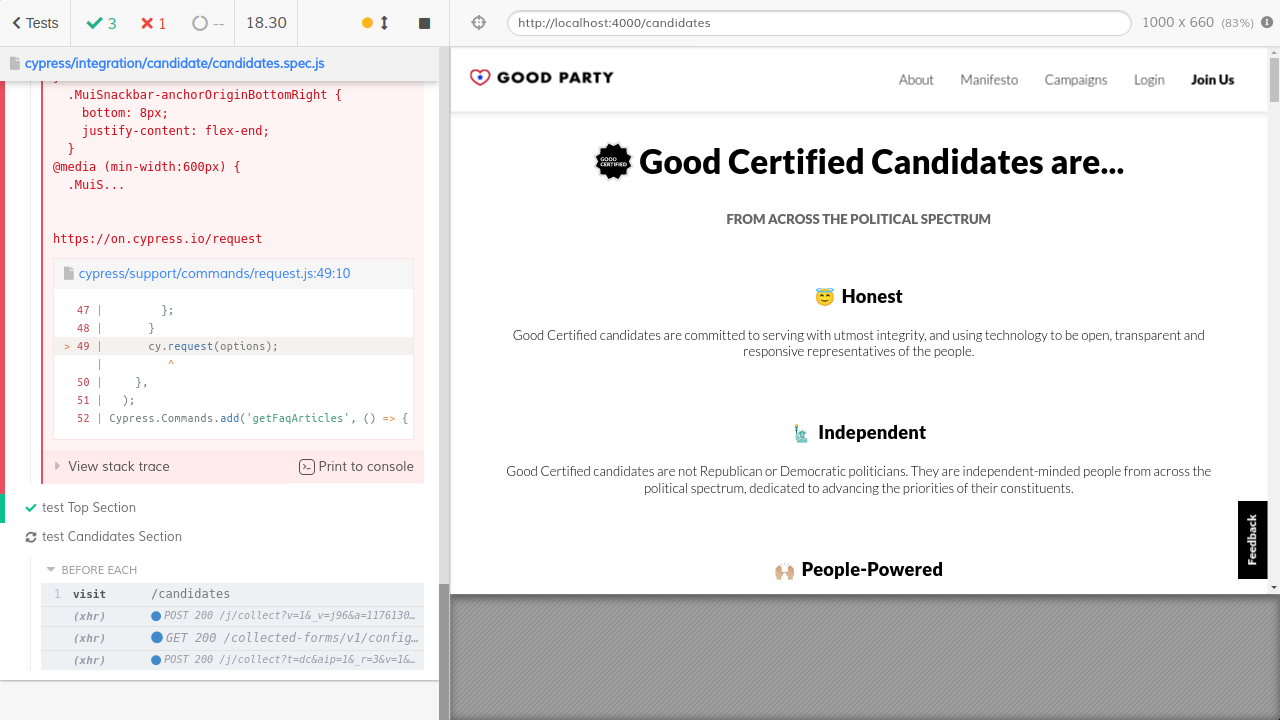 Tests
3
1
--
18.30
http://localhost:4000/candidates
1000 x 660 (83%)
cypress/integration/candidate/candidates.spec.js
.MuiSnackbar-anchorOriginBottomRight {
bottom: 8px;
justify-content: flex-end;
}
@media (min-width:600px) {
.MuiS...
https://on.cypress.io/request
cypress/support/commands/request.js:49:10
47 | };
48 | }
> 49 | cy.request(options);
| ^
50 | },
51 | );
52 | Cypress.Commands.add('getFaqArticles', () => {
View stack trace
Print to console
test Top Section
test Candidates Section
BEFORE EACH
1 visit /candidates
(xhr) POST 200 /j/collect?v=1&_v=j96&a=1176130...
(xhr) GET 200 /collected-forms/v1/config...
(xhr) POST 200 /j/collect?t=dc&aip=1&_r=3&v=1&...
GOOD PARTY
About Manifesto Campaigns Login Join Us
GOOD CERTIFIED
Good Certified Candidates are...
FROM ACROSS THE POLITICAL SPECTRUM
😇 Honest
Good Certified candidates are committed to serving with utmost integrity, and using technology to be open, transparent and
responsive representatives of the people.
🗽 Independent
Good Certified candidates are not Republican or Democratic politicians. They are independent-minded people from across the
political spectrum, dedicated to advancing the priorities of their constituents.
🙌🏼 People-Powered
Feedback